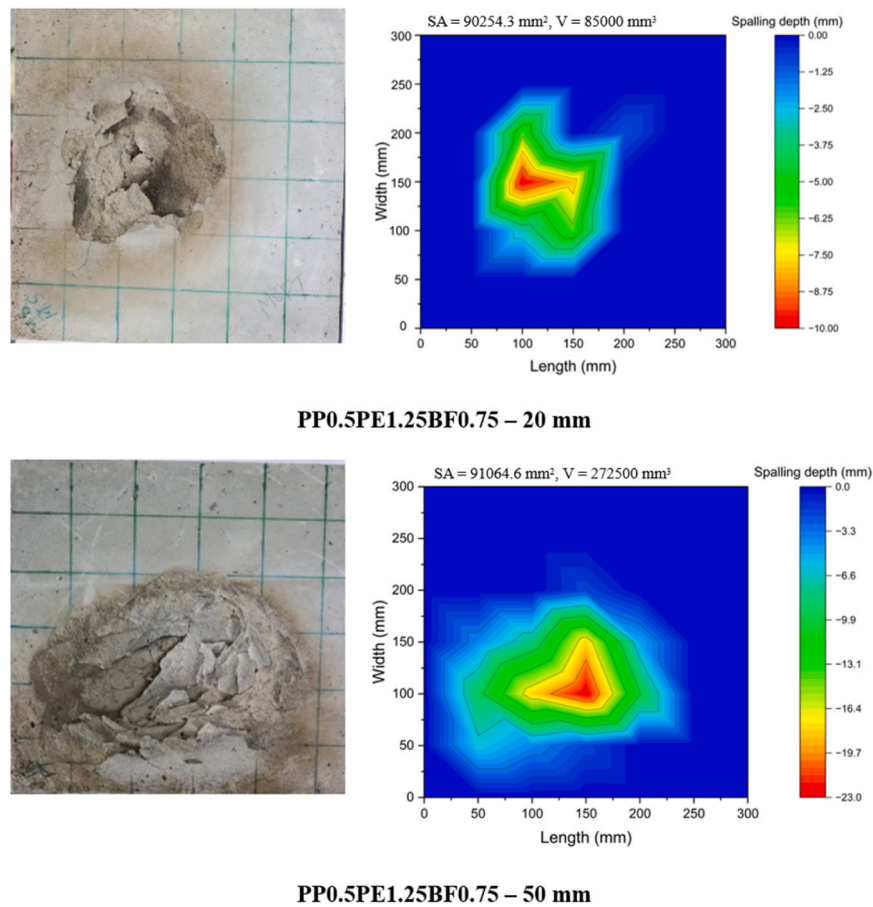 SA = 90254.3 mm², V = 85000 mm³
Spalling depth (mm)
300
250
200
150
100
50
0
Width (mm)
0 50 100 150 200 250 300
Length (mm)
0.00
−1.25
−2.50
−3.75
−5.00
−6.25
−7.50
−8.75
−10.00
PP0.5PE1.25BF0.75 – 20 mm
SA = 91064.6 mm², V = 272500 mm³
Spalling depth (mm)
300
250
200
150
100
50
0
Width (mm)
0 50 100 150 200 250 300
Length (mm)
0.0
−3.3
−6.6
−9.9
−13.1
−16.4
−19.7
−23.0
PP0.5PE1.25BF0.75 – 50 mm